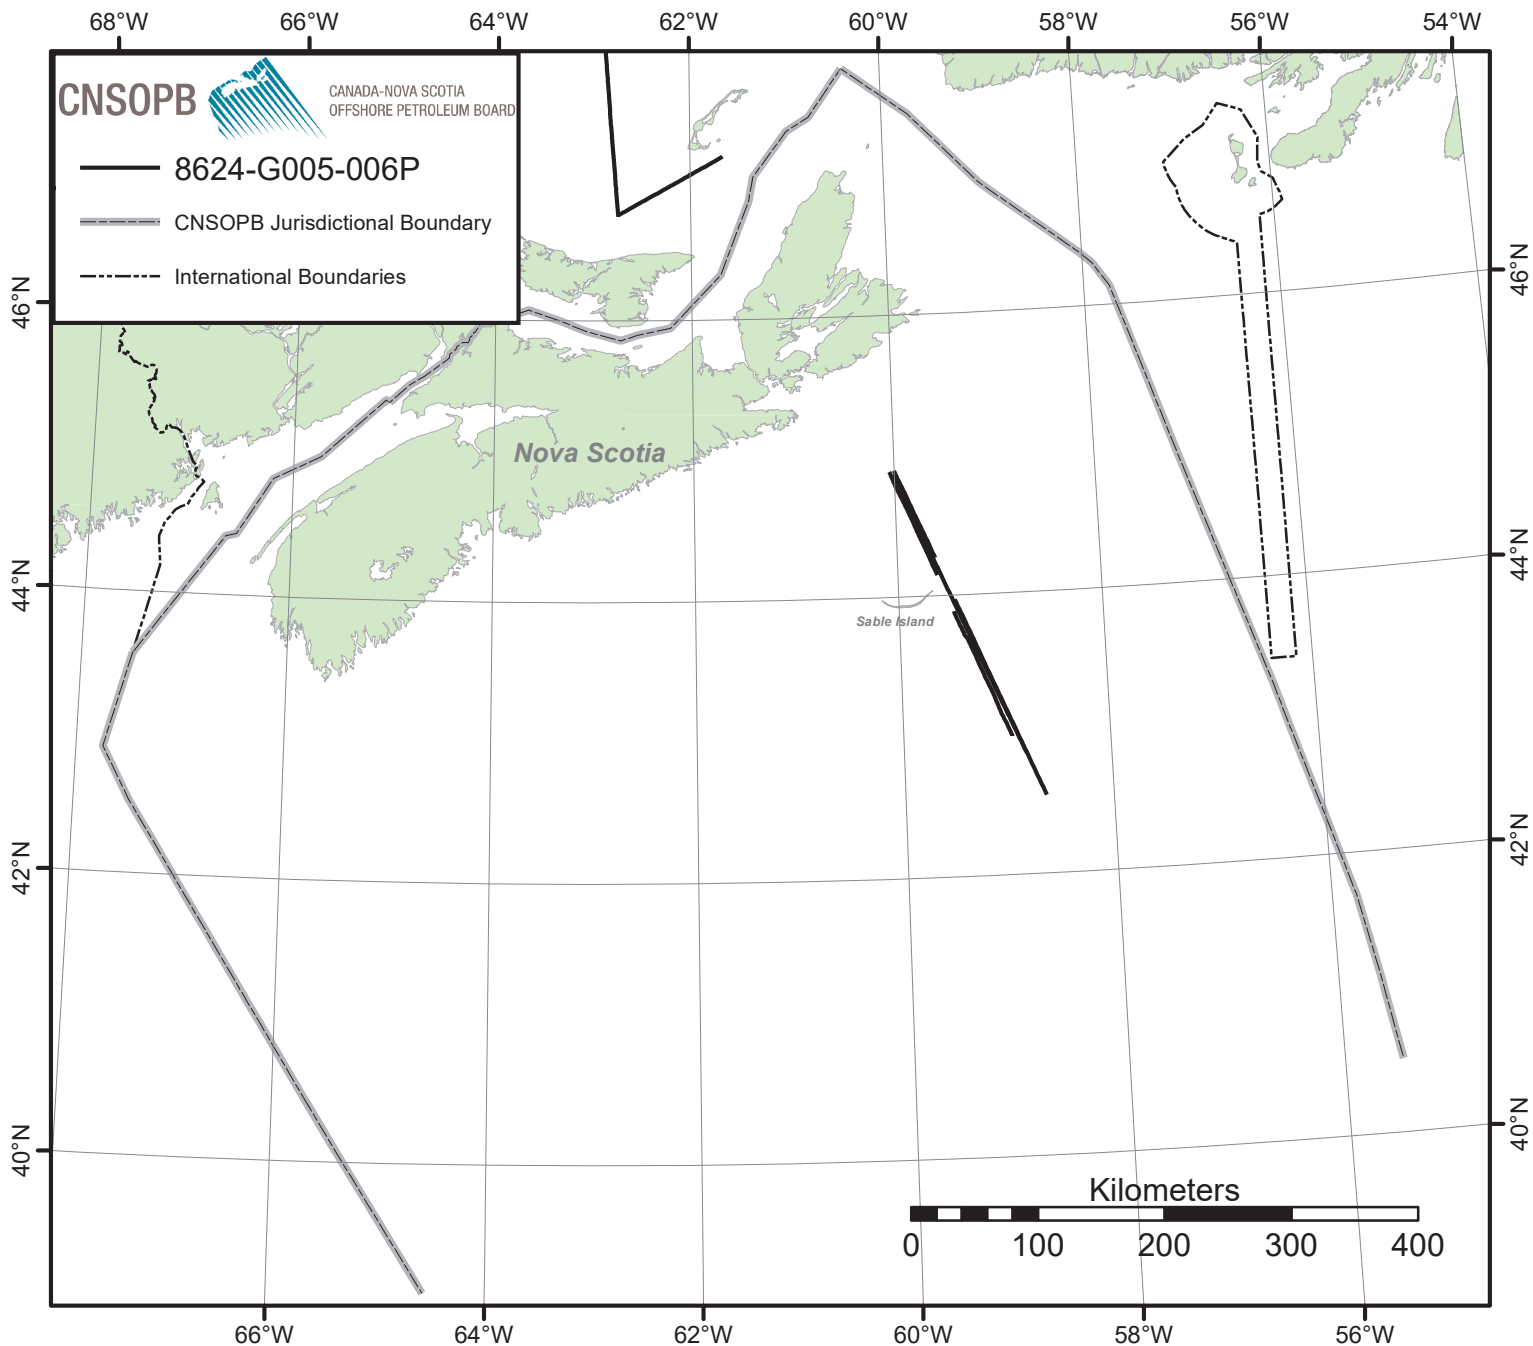 68°W 66°W 64°W 62°W 60°W 58°W 56°W 54°W
CNSOPB
CANADA-NOVA SCOTIA
OFFSHORE PETROLEUM BOARD
8624-G005-006P
CNSOPB Jurisdictional Boundary
International Boundaries
46°N
46°N
Nova Scotia
44°N
44°N
Sable Island
42°N
42°N
40°N
40°N
Kilometers
0 100 200 300 400
66°W 64°W 62°W 60°W 58°W 56°W